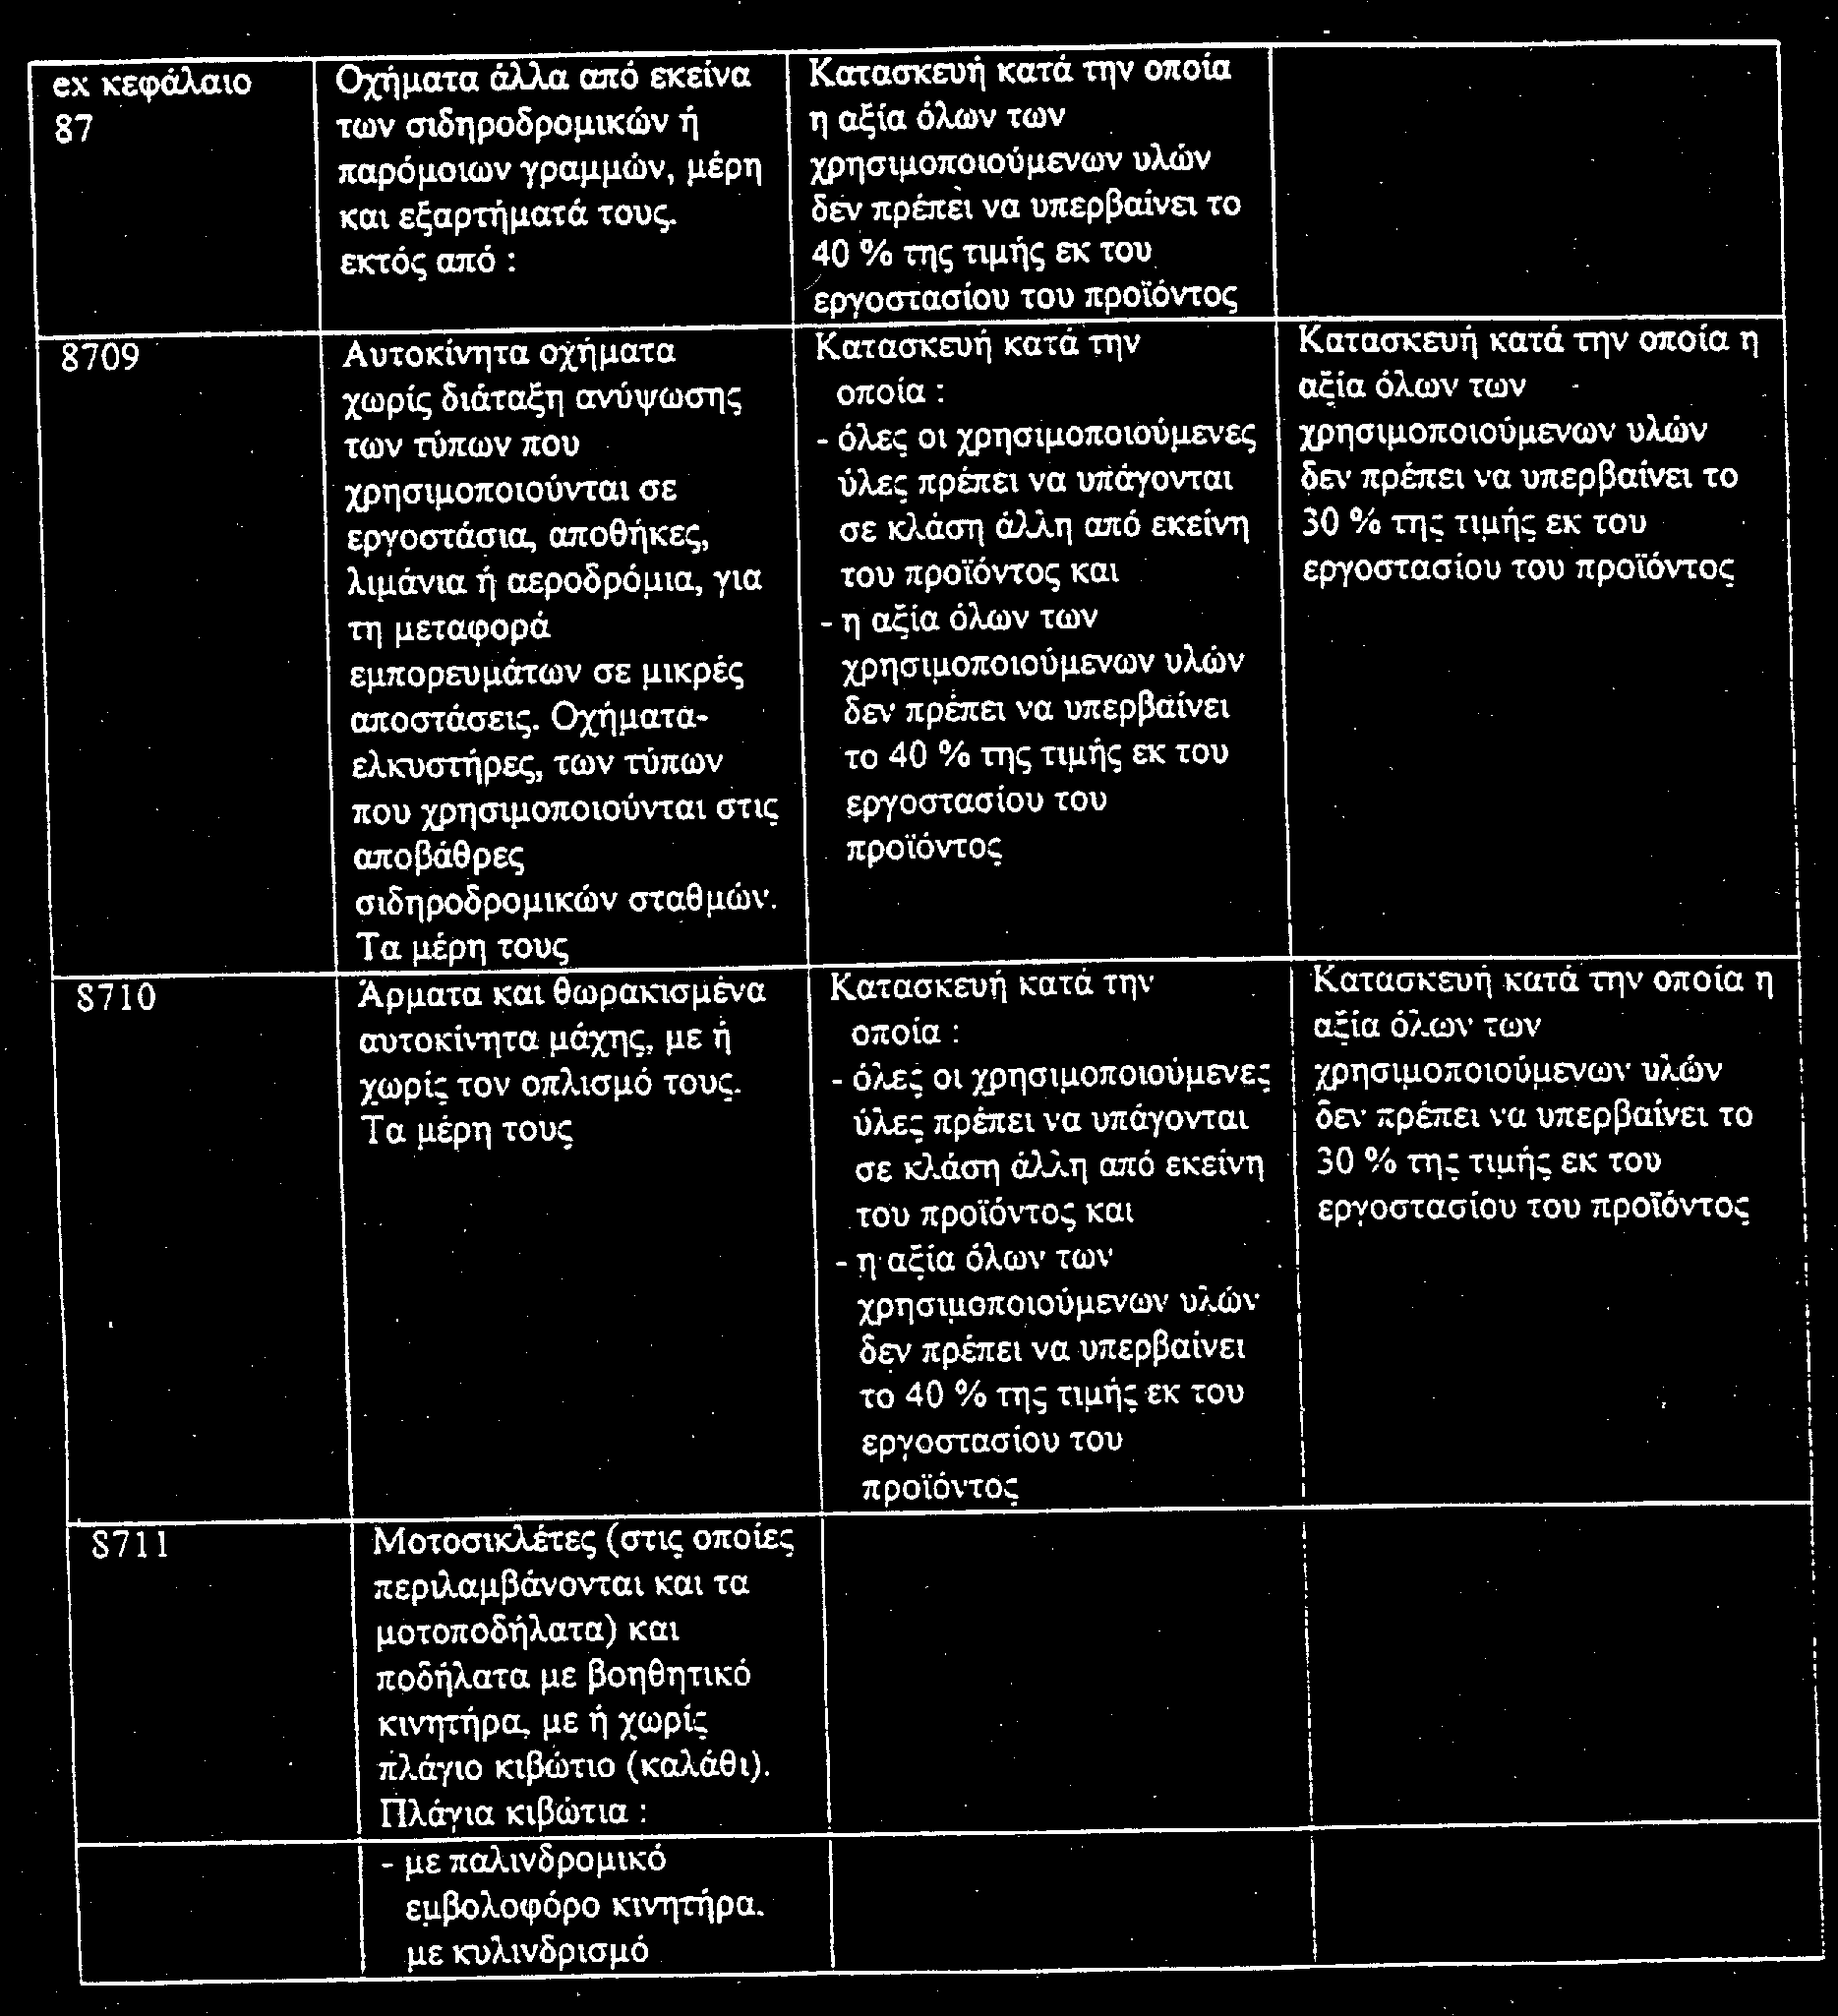 ex κεφάλαιο
87
Οχήματα άλλα από εκείνα
των σιδηροδρομικών ή
παρόμοιων γραμμών, μέρη
και εξαρτήματά τους.
εκτός από :
Κατασκευή κατά την οποία
η αξία όλων των
χρησιμοποιούμενων υλών
δεν πρέπει να υπερβαίνει το
40 % της τιμής εκ του
εργοστασίου του προϊόντος
8709
Αυτοκίνητα οχήματα
χωρίς διάταξη ανύψωσης
των τύπων που
χρησιμοποιούνται σε
εργοστάσια, αποθήκες,
λιμάνια ή αεροδρόμια, για
τη μεταφορά
εμπορευμάτων σε μικρές
αποστάσεις. Οχήματα-
ελκυστήρες, των τύπων
που χρησιμοποιούνται στις
αποβάθρες
σιδηροδρομικών σταθμών.
Τα μέρη τους
Κατασκευή κατά την
οποία :
- όλες οι χρησιμοποιούμενες
ύλες πρέπει να υπάγονται
σε κλάση άλλη από εκείνη
του προϊόντος και
- η αξία όλων των
χρησιμοποιούμενων υλών
δεν πρέπει να υπερβαίνει
το 40 % της τιμής εκ του
εργοστασίου του
προϊόντος
Κατασκευή κατά την οποία η
αξία όλων των
χρησιμοποιούμενων υλών
δεν πρέπει να υπερβαίνει το
30 % της τιμής εκ του
εργοστασίου του προϊόντος
8710
Άρματα και θωρακισμένα
αυτοκίνητα μάχης, με ή
χωρίς τον οπλισμό τους.
Τα μέρη τους
Κατασκευή κατά την
οποία :
- όλες οι χρησιμοποιούμενες
ύλες πρέπει να υπάγονται
σε κλάση άλλη από εκείνη
του προϊόντος και
- η αξία όλων των
χρησιμοποιούμενων υλών
δεν πρέπει να υπερβαίνει
το 40 % της τιμής εκ του
εργοστασίου του
προϊόντος
Κατασκευή κατά την οποία η
αξία όλων των
χρησιμοποιούμενων υλών
δεν πρέπει να υπερβαίνει το
30 % της τιμής εκ του
εργοστασίου του προϊόντος
8711
Μοτοσικλέτες (στις οποίες
περιλαμβάνονται και τα
μοτοποδήλατα) και
ποδήλατα με βοηθητικό
κινητήρα, με ή χωρίς
πλάγιο κιβώτιο (καλάθι).
Πλάγια κιβώτια :
- με παλινδρομικό
εμβολοφόρο κινητήρα.
με κυλινδρισμό